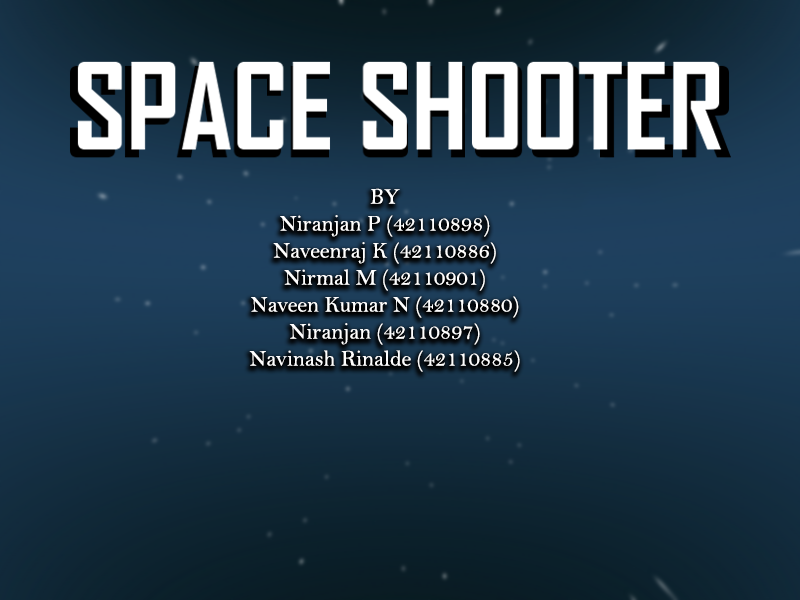 SPACE SHOOTER
BY
Niranjan P (42110898)
Naveenraj K (42110886)
Nirmal M (42110901)
Naveen Kumar N (42110880)
Niranjan (42110897)
Navinash Rinalde (42110885)